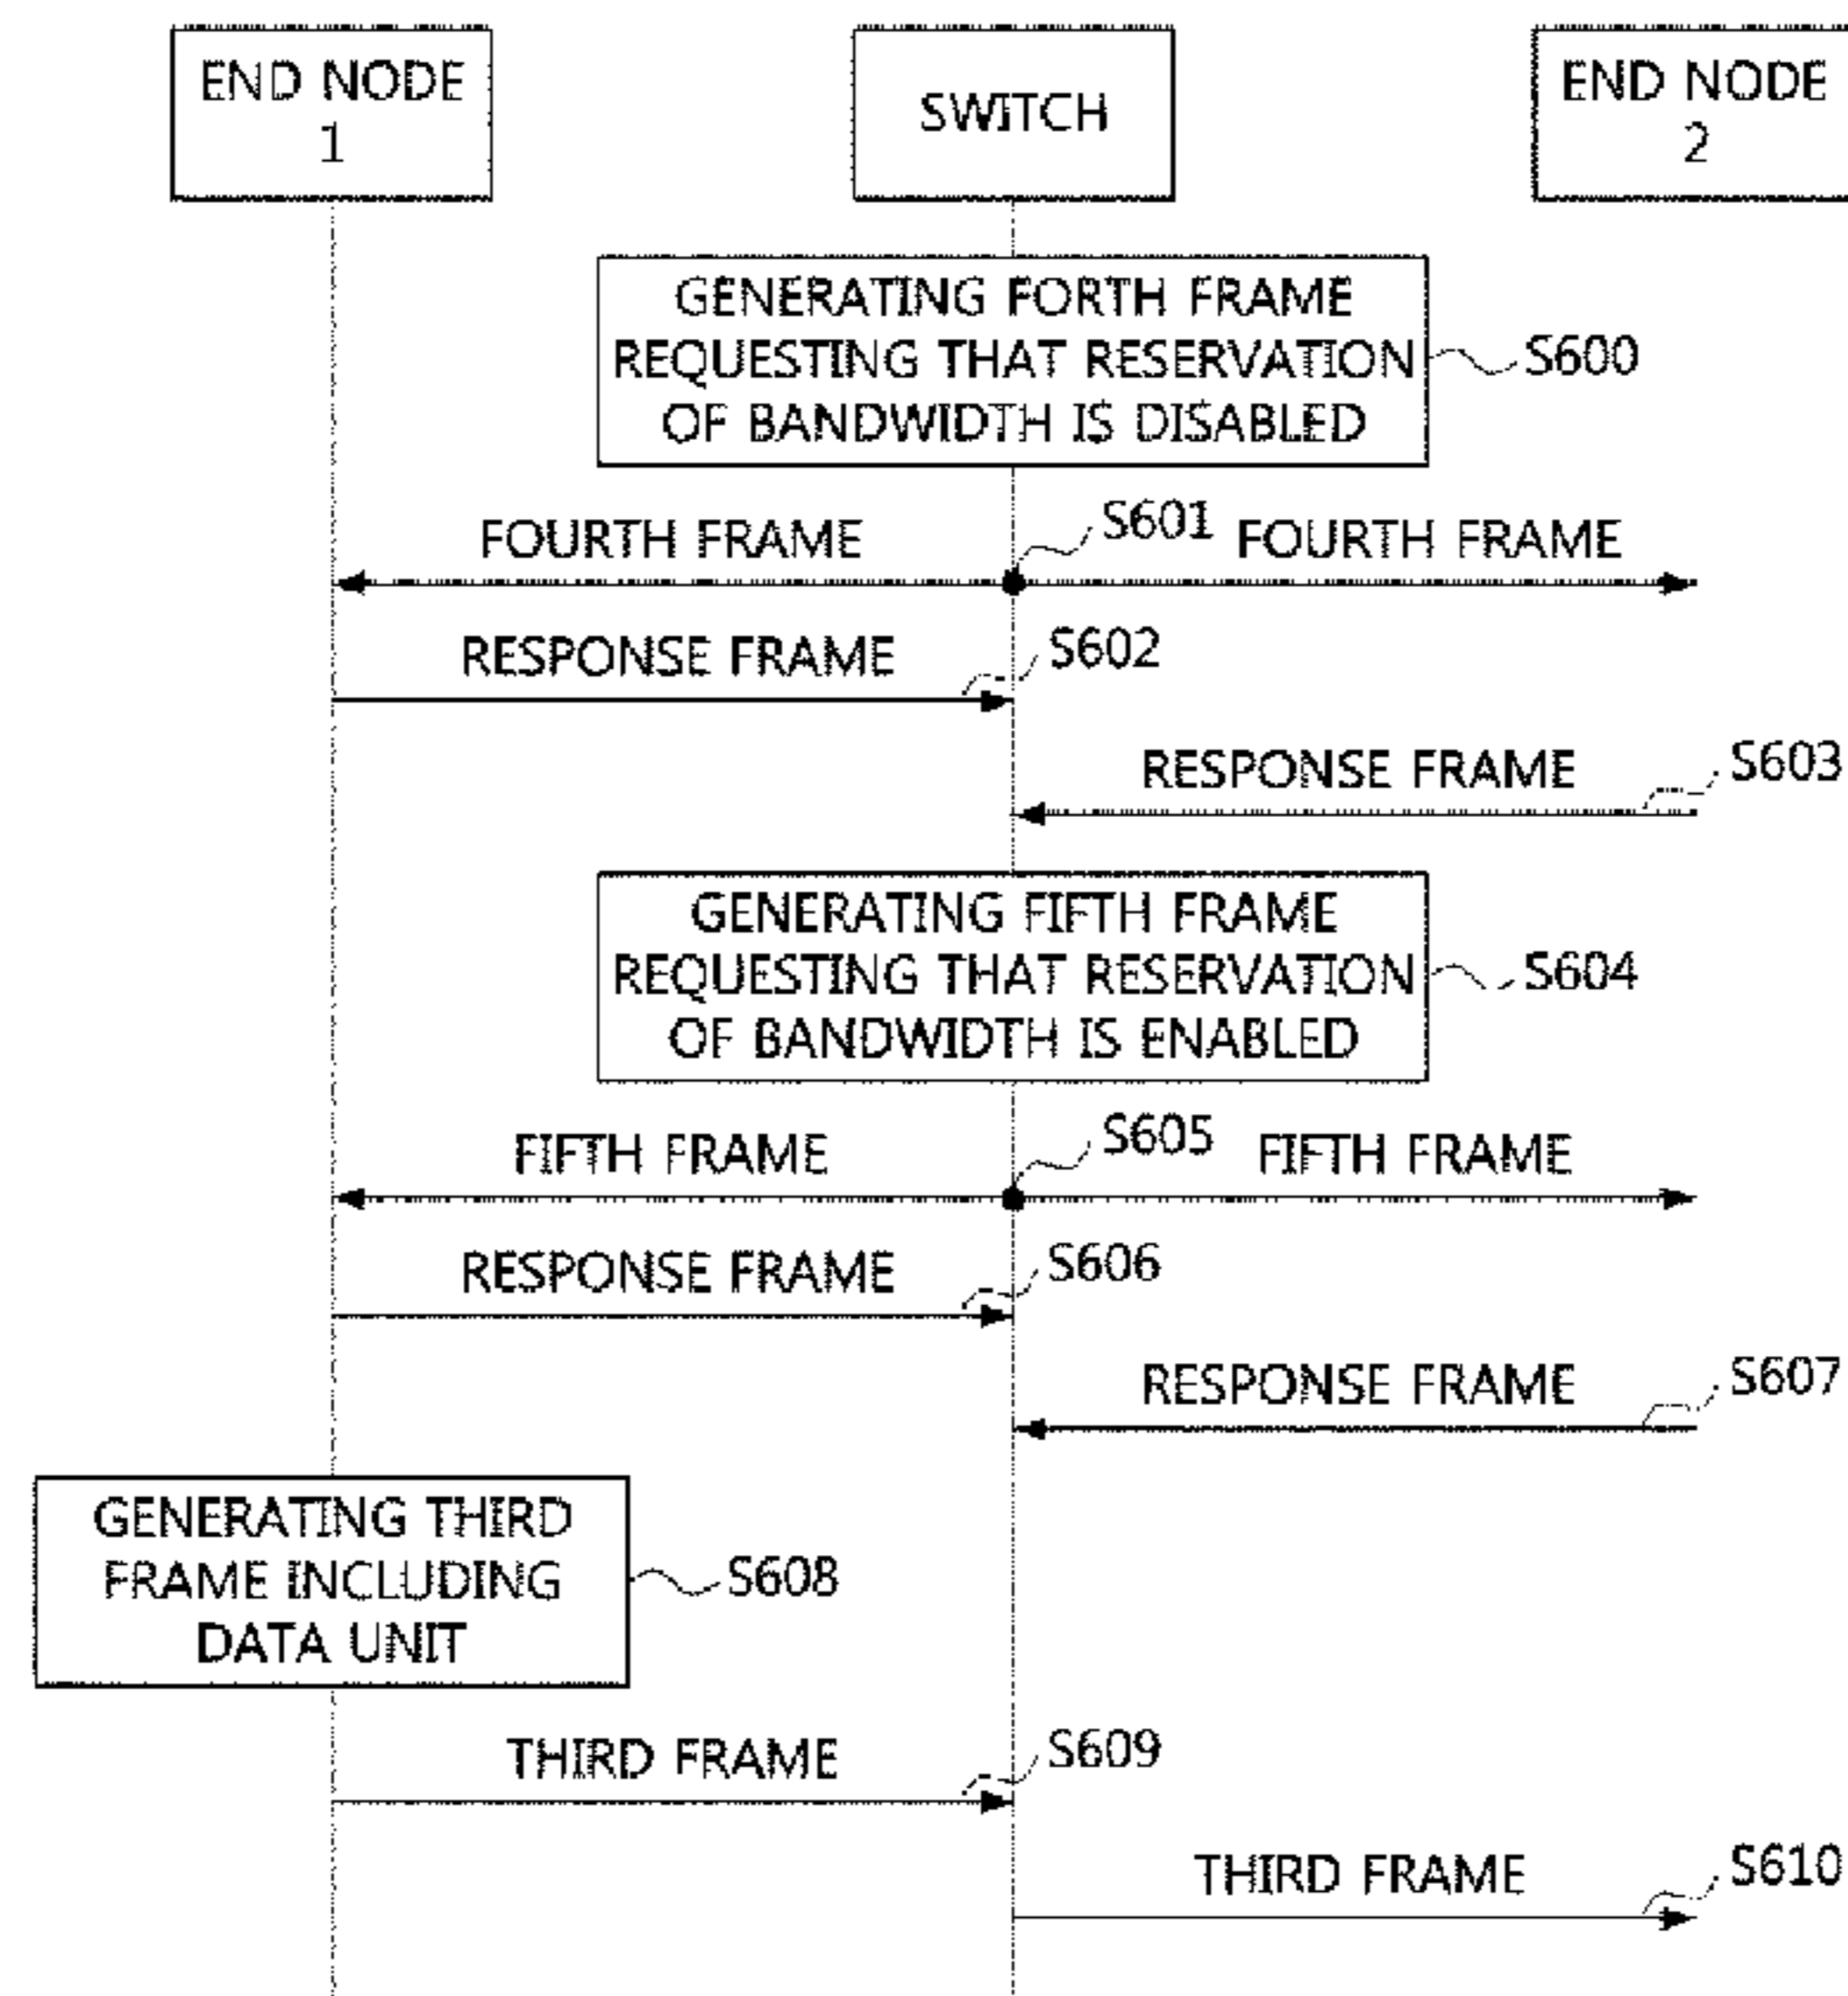 END NODE
1
SWITCH
END NODE
2
GENERATING FORTH FRAME
REQUESTING THAT RESERVATION
OF BANDWIDTH IS DISABLED
S600
FOURTH FRAME
S601
FOURTH FRAME
RESPONSE FRAME
S602
RESPONSE FRAME
S603
GENERATING FIFTH FRAME
REQUESTING THAT RESERVATION
OF BANDWIDTH IS ENABLED
S604
FIFTH FRAME
S605
FIFTH FRAME
RESPONSE FRAME
S606
RESPONSE FRAME
S607
GENERATING THIRD
FRAME INCLUDING
DATA UNIT
S608
THIRD FRAME
S609
THIRD FRAME
S610